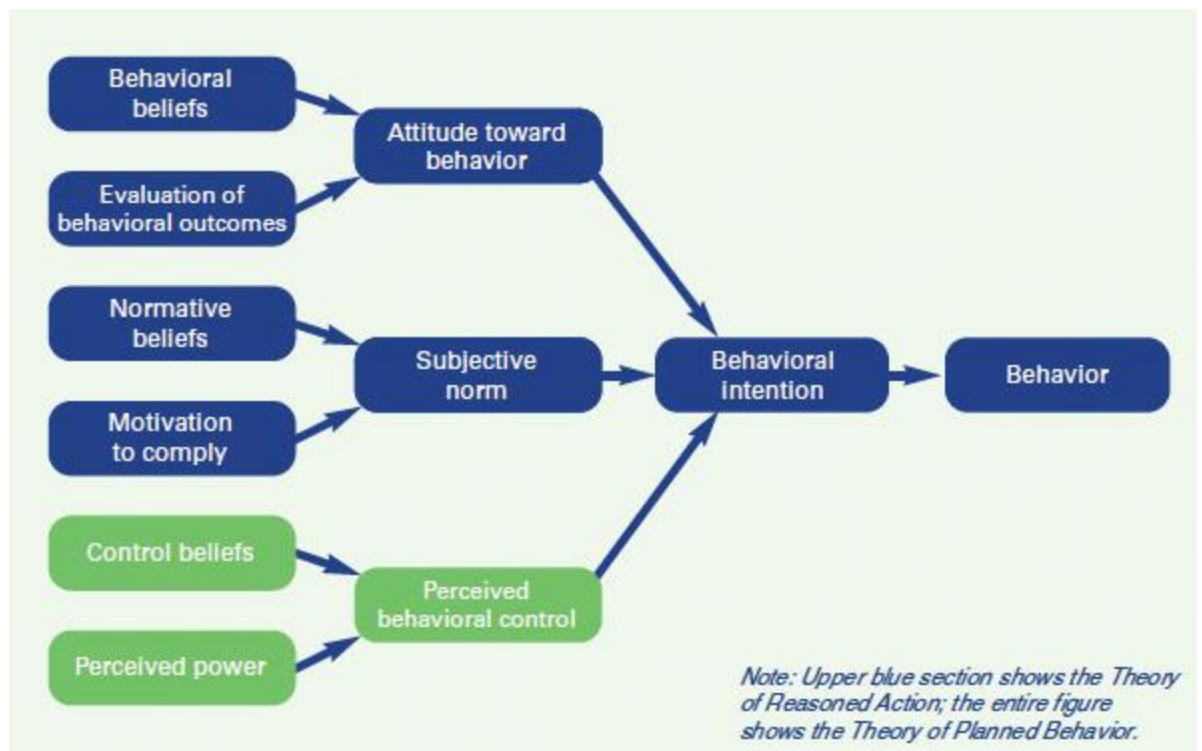 Behavioral
beliefs
Evaluation of
behavioral outcomes
Attitude toward
behavior
Normative
beliefs
Motivation
to comply
Subjective
norm
Behavioral
intention
Behavior
Control beliefs
Perceived power
Perceived
behavioral control
Note: Upper blue section shows the Theory
of Reasoned Action; the entire figure
shows the Theory of Planned Behavior.